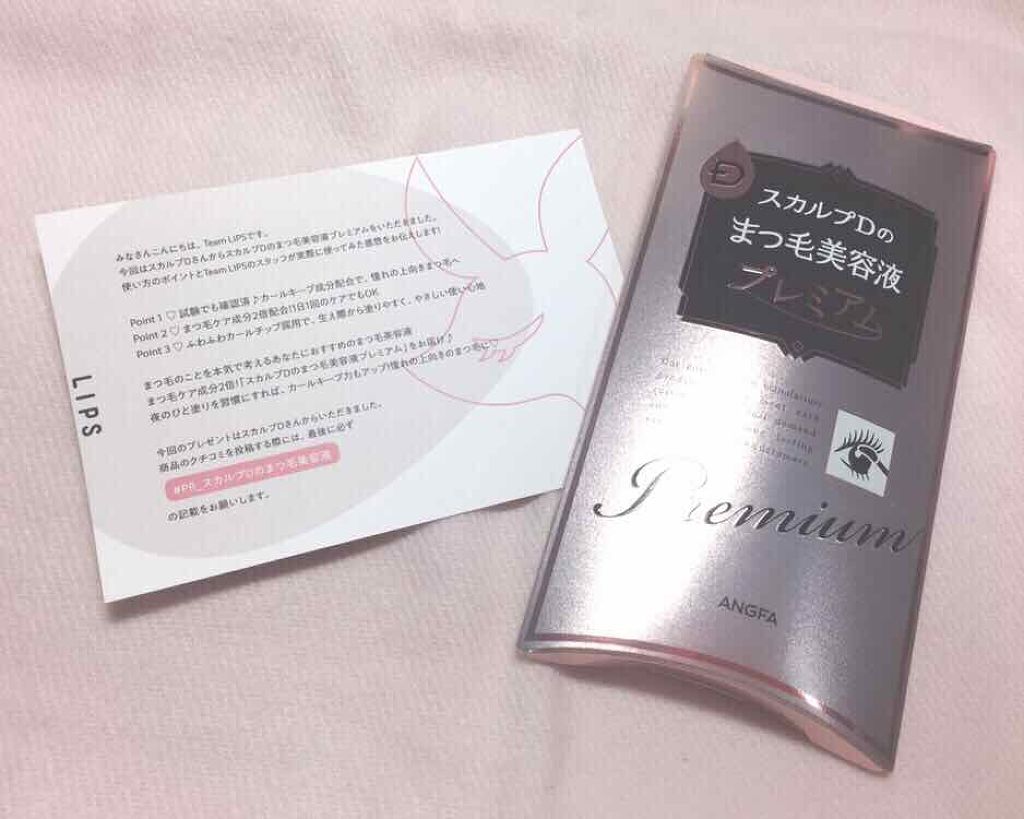 みなさんこんにちは、Team LIPSです。
今回はスカルプDさんからスカルプDのまつ毛美容液プレミアムをいただきました。
使い方のポイントとTeam LIPSのスタッフが実際に使ってみた感想をお伝えします!
Point 1 ♡ 試験でも確認済♪カールキープ成分配合で、憧れの上向きまつ毛へ
Point 2 ♡ まつ毛ケア成分2倍配合!1日1回のケアでもOK
Point 3 ♡ ふわふわカールチップ採用で、生え際から塗りやすく、やさしい使い心地
まつ毛のことを本気で考えるあなたにおすすめのまつ毛美容液
まつ毛ケア成分2倍!「スカルプDのまつ毛美容液プレミアム」をお届け♪
夜のひと塗りを習慣にすれば、カールキープ力もアップ!憧れの上向きのまつ毛に♡
今回のプレゼントはスカルプDさんからいただきました。
商品のクチコミを投稿する際には、最後に必ず
#PR_スカルプDのまつ毛美容液
の記載をお願いします。
LIPS
D
スカルプDの
まつ毛美容液
プレミアム
Premium
ANGFA